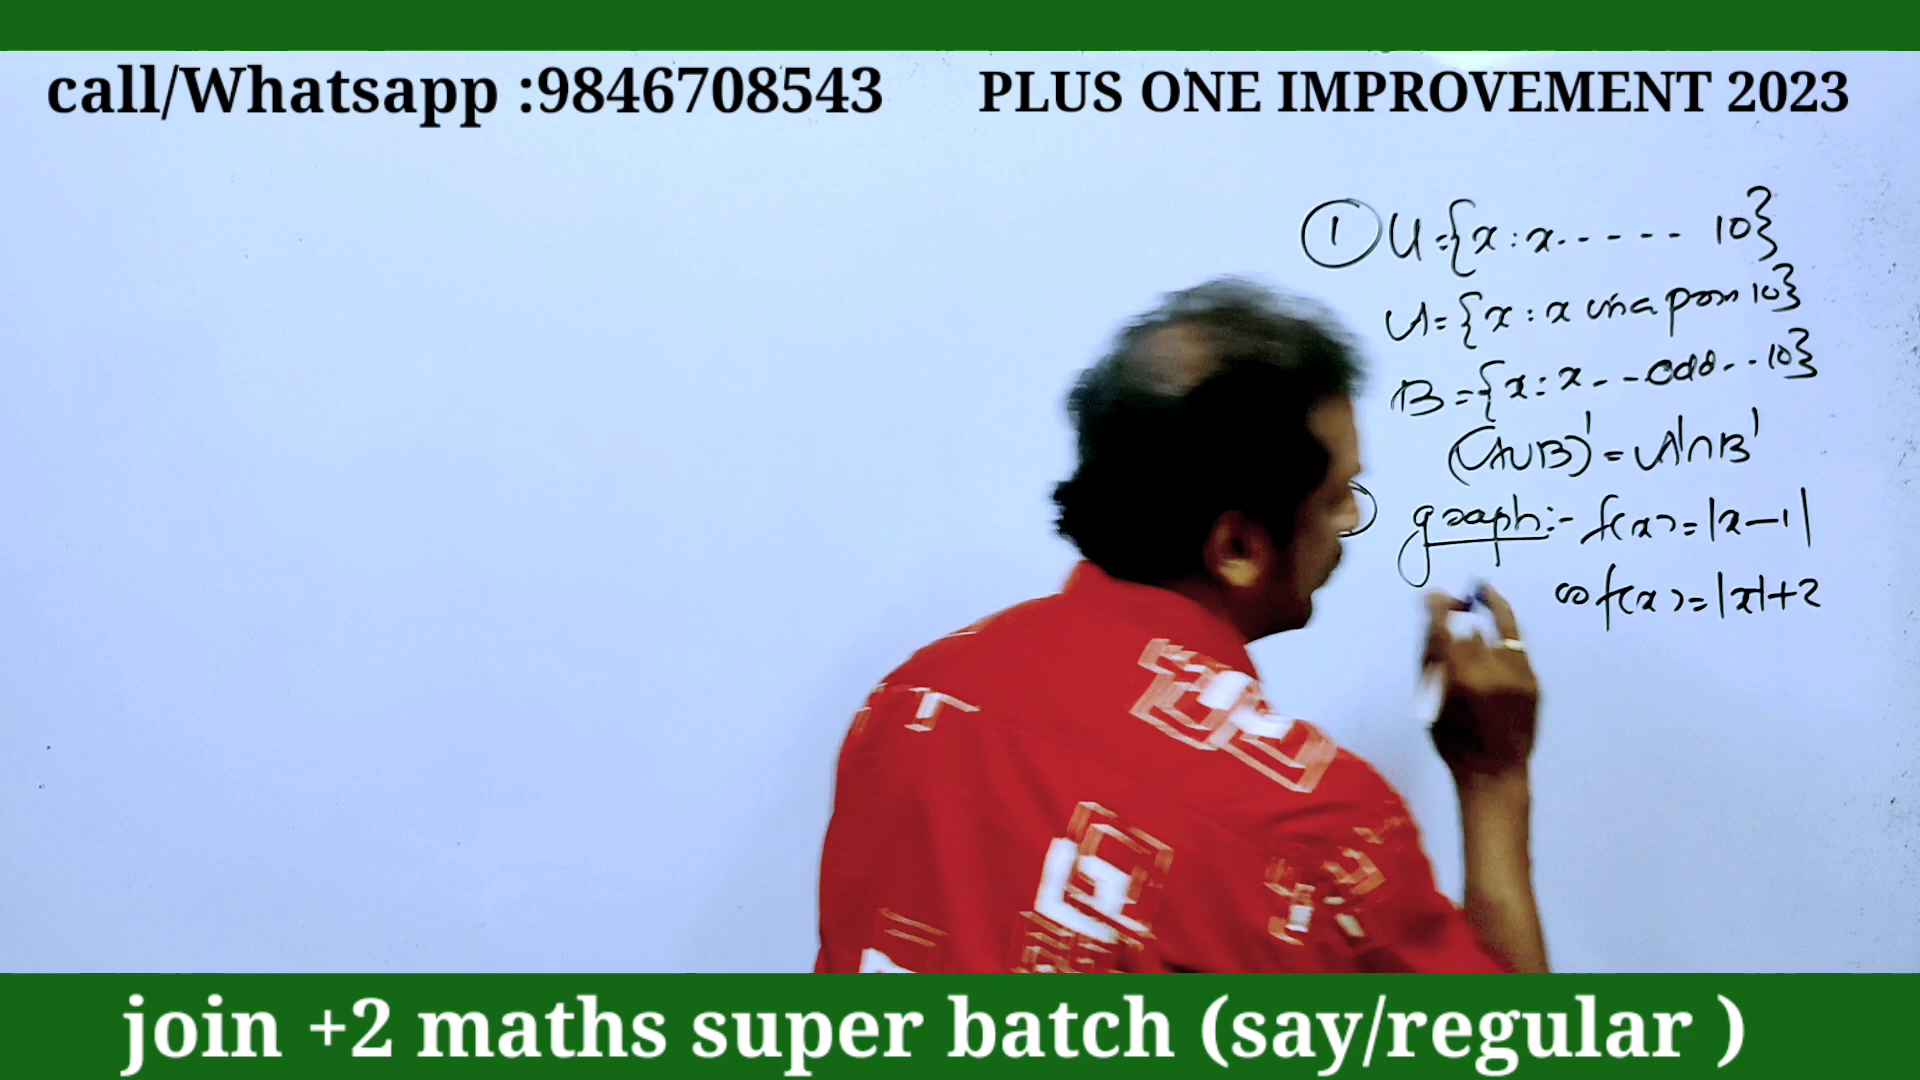 call/Whatsapp :9846708543 PLUS ONE IMPROVEMENT 2023
① U={x:x----- 10}
A={x:x 10}
B={x:x--odd--10}
(A∪B)'=A'∩B'
graph:- f(x)=|x-1|
f(x)=|x|+2
join +2 maths super batch (say/regular )